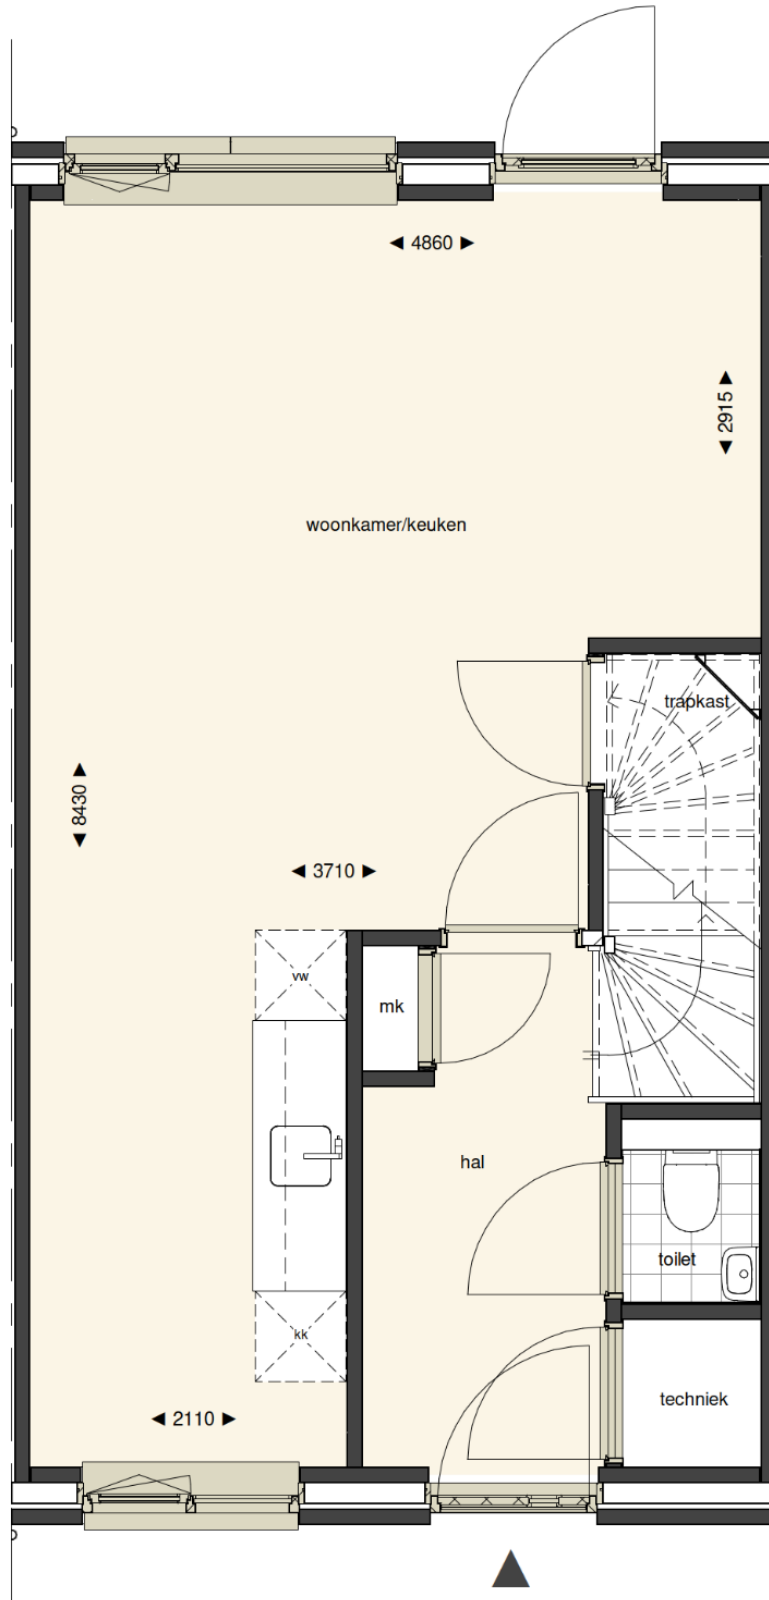 ◄ 4860 ►
◄ 2915 ►
woonkamer/keuken
trapkast
◄ 8430 ►
◄ 3710 ►
vw
mk
hal
toilet
kk
techniek
◄ 2110 ►